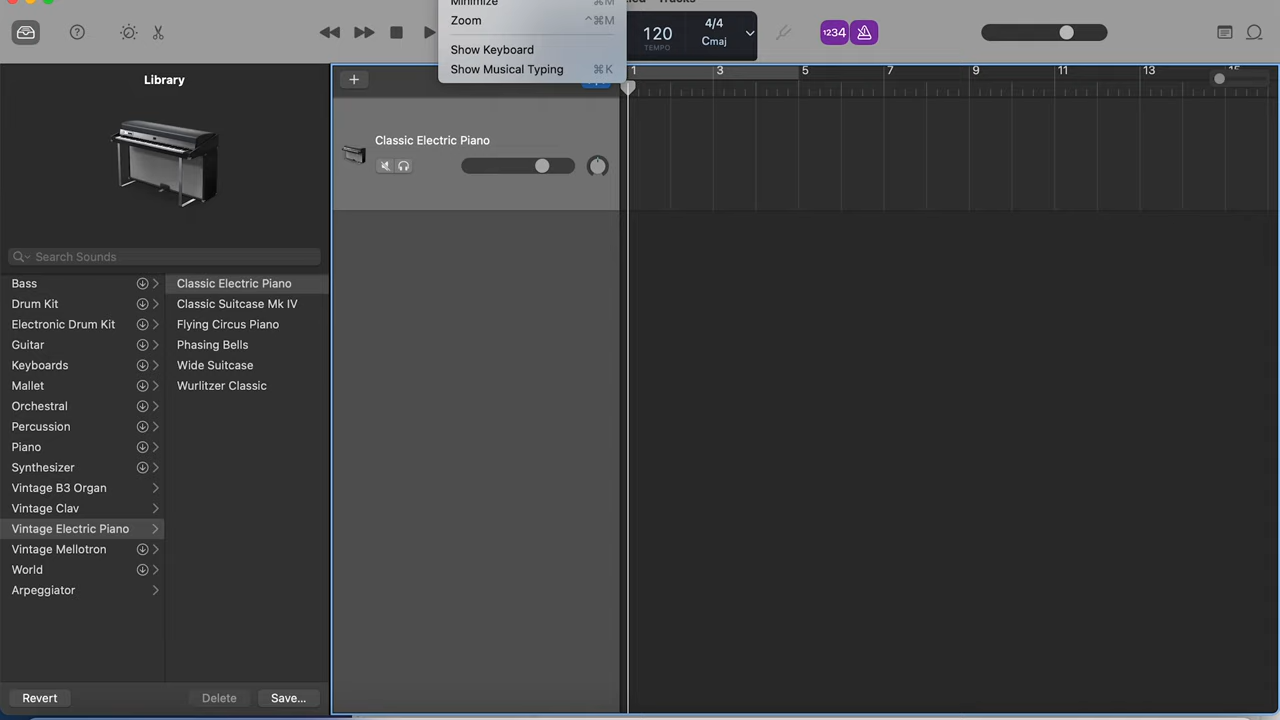 Minimize ⌘M
Zoom ^⌘M
Show Keyboard
Show Musical Typing ⌘K
120
TEMPO
4/4
Cmaj
1234
Library
1 3 5 7 9 11 13 15
Classic Electric Piano
Search Sounds
Bass
Drum Kit
Electronic Drum Kit
Guitar
Keyboards
Mallet
Orchestral
Percussion
Piano
Synthesizer
Vintage B3 Organ
Vintage Clav
Vintage Electric Piano
Vintage Mellotron
World
Arpeggiator
Classic Electric Piano
Classic Suitcase Mk IV
Flying Circus Piano
Phasing Bells
Wide Suitcase
Wurlitzer Classic
Revert
Delete
Save...